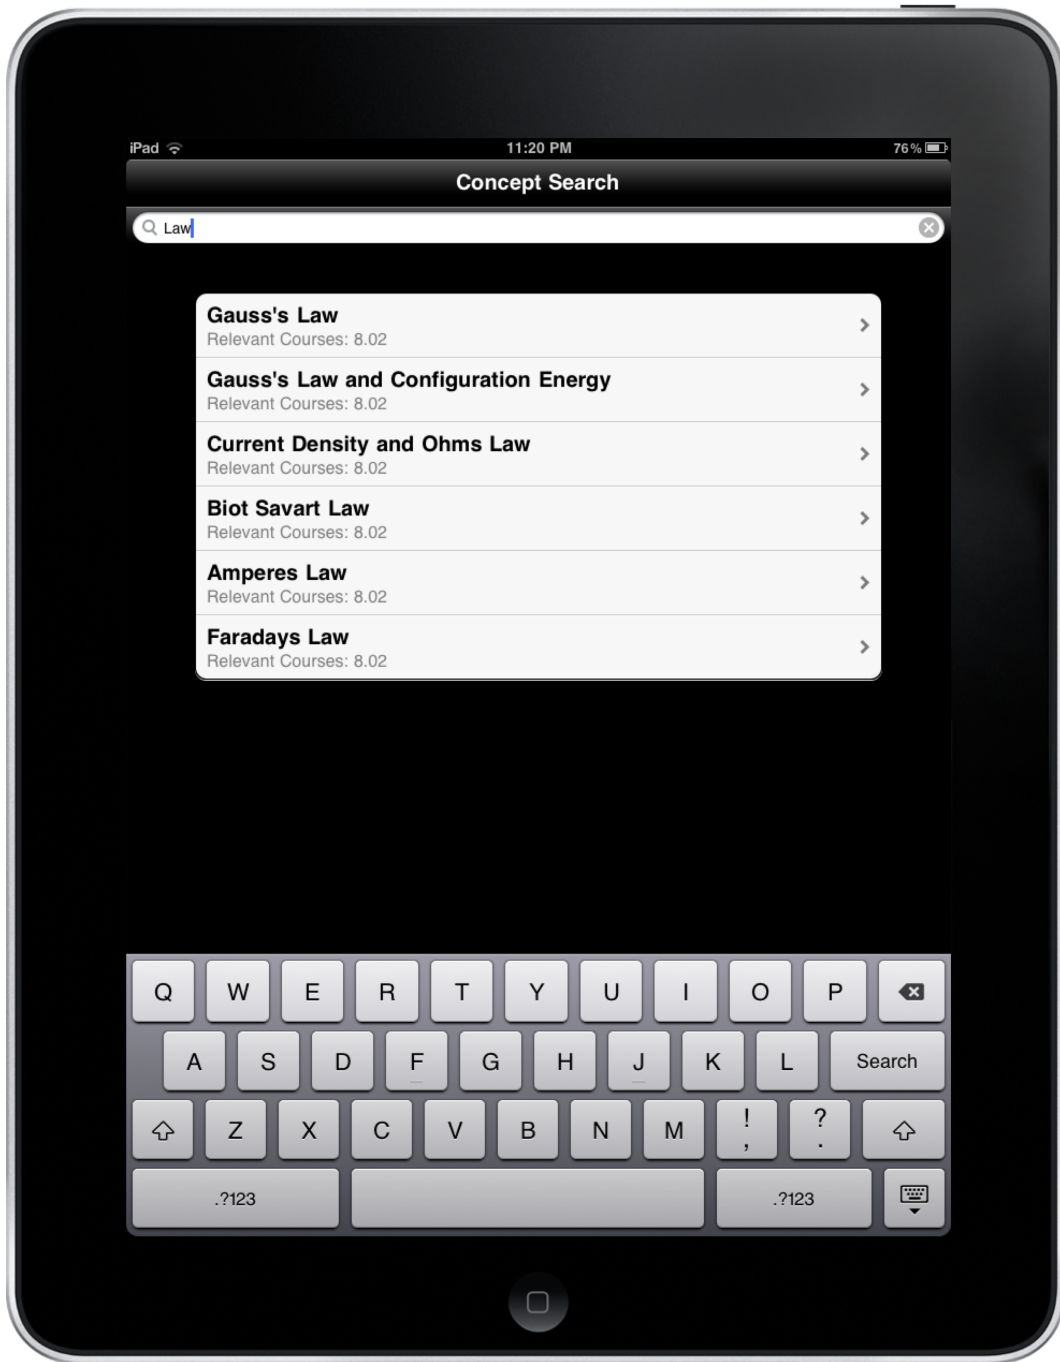 iPad 11:20 PM 76%
Concept Search
Law
Gauss's Law
Relevant Courses: 8.02
Gauss's Law and Configuration Energy
Relevant Courses: 8.02
Current Density and Ohms Law
Relevant Courses: 8.02
Biot Savart Law
Relevant Courses: 8.02
Amperes Law
Relevant Courses: 8.02
Faradays Law
Relevant Courses: 8.02
Q W E R T Y U I O P
A S D F G H J K L Search
Z X C V B N M ! , ? .
.?123 .?123